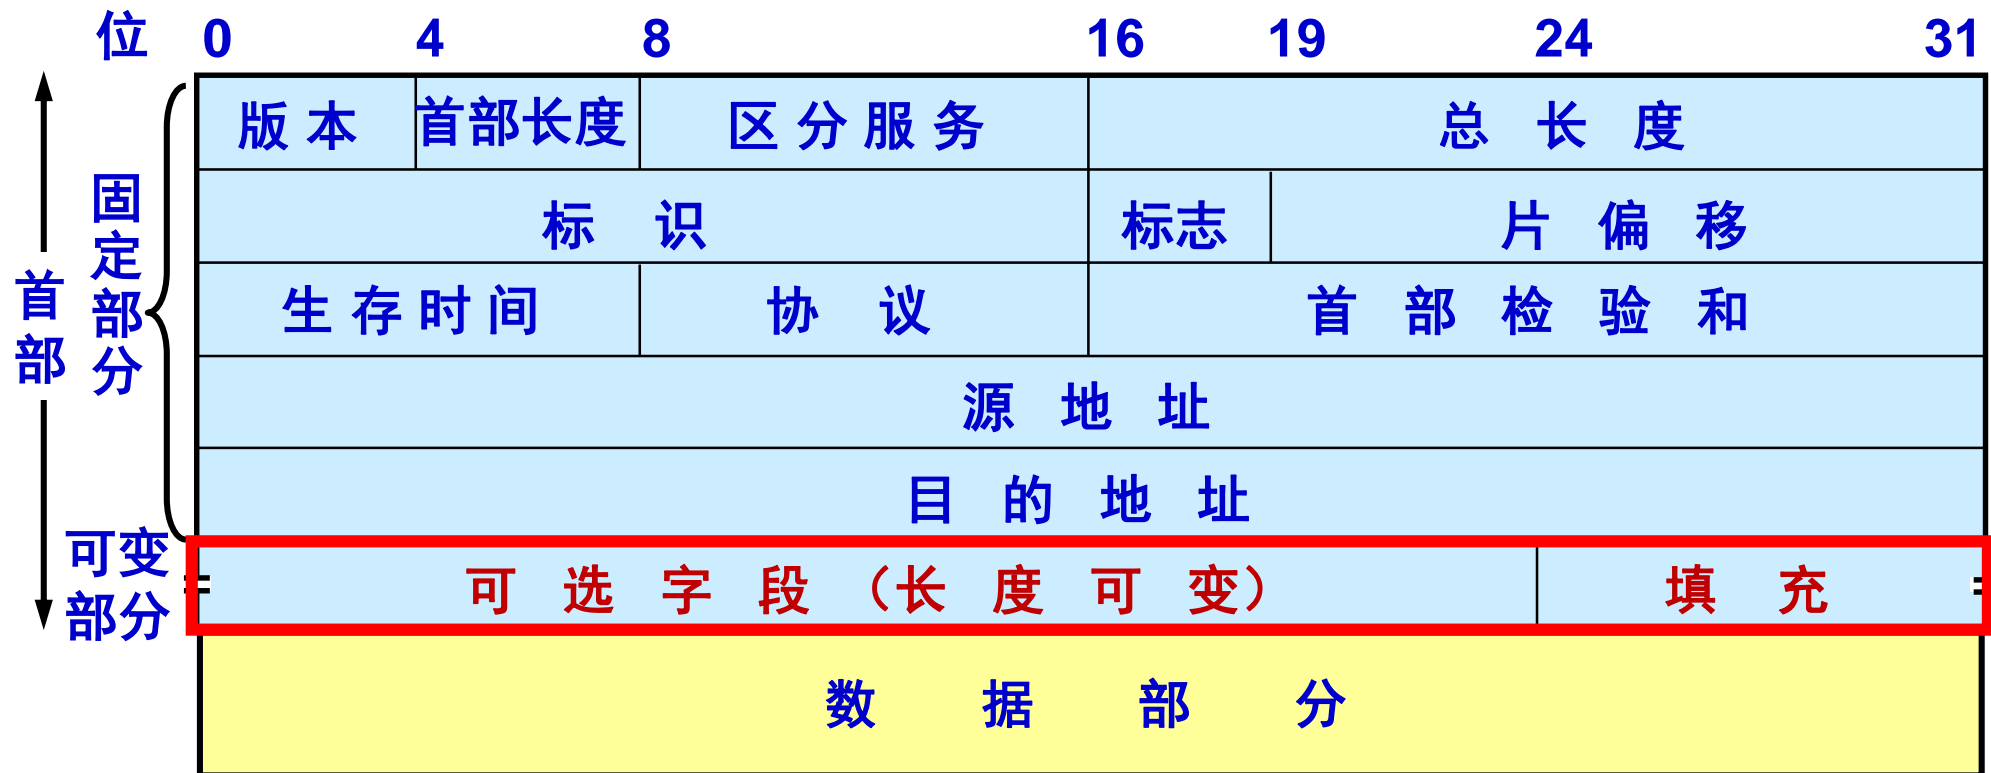 位 0 4 8 16 19 24 31
版本 首部长度 区分服务 总长度
标识 标志 片偏移
生存时间 协议 首部检验和
源地址
目的地址
可选字段（长度可变） 填充
数据部分
首部
固定部分
可变
部分